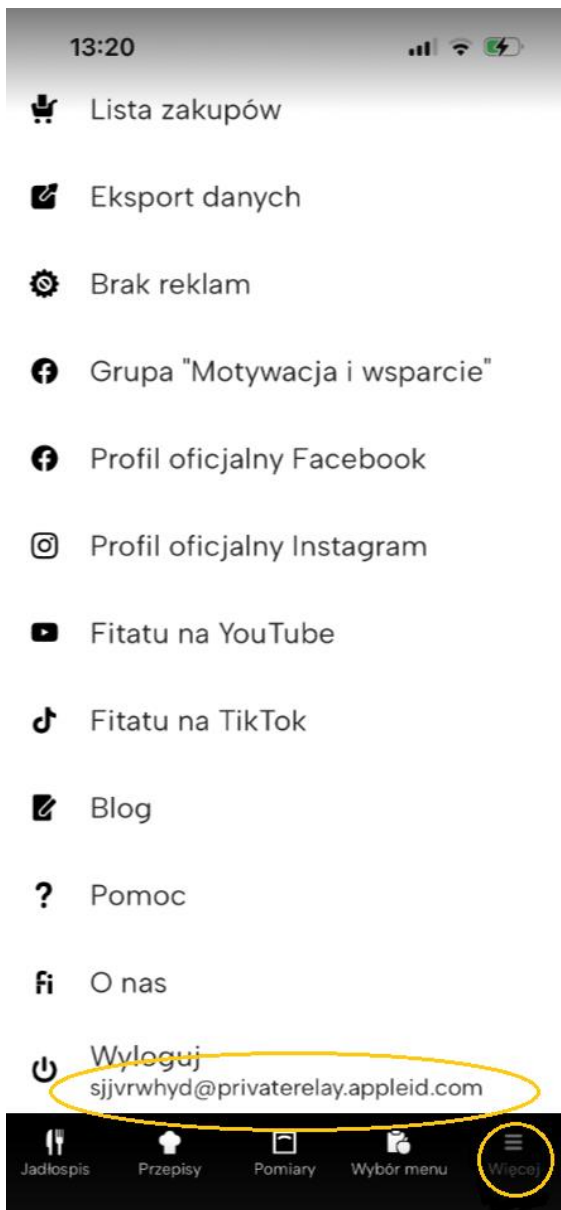 13:20
Lista zakupów
Eksport danych
Brak reklam
Grupa "Motywacja i wsparcie"
Profil oficjalny Facebook
Profil oficjalny Instagram
Fitatu na YouTube
Fitatu na TikTok
Blog
? Pomoc
fi O nas
Wyloguj
sjjvrwhyd@privaterelay.appleid.com
Jadłospis Przepisy Pomiary Wybór menu Więcej